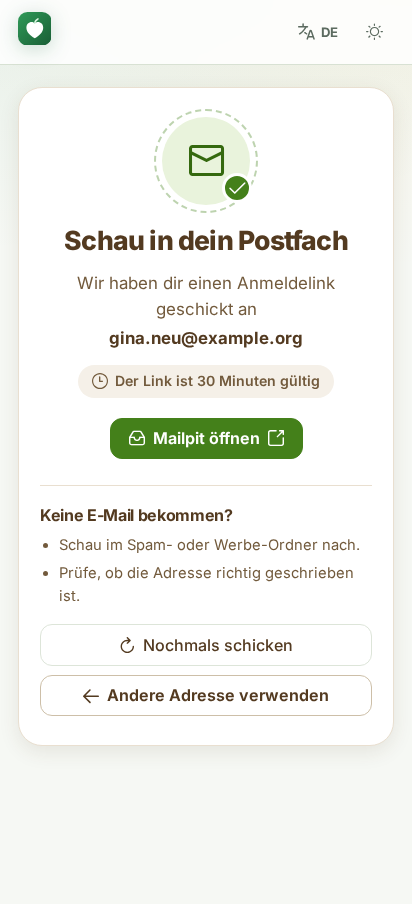 DE
Schau in dein Postfach
Wir haben dir einen Anmeldelink
geschickt an
gina.neu@example.org
Der Link ist 30 Minuten gültig
Mailpit öffnen
Keine E-Mail bekommen?
Schau im Spam- oder Werbe-Ordner nach.
Prüfe, ob die Adresse richtig geschrieben
ist.
Nochmals schicken
Andere Adresse verwenden